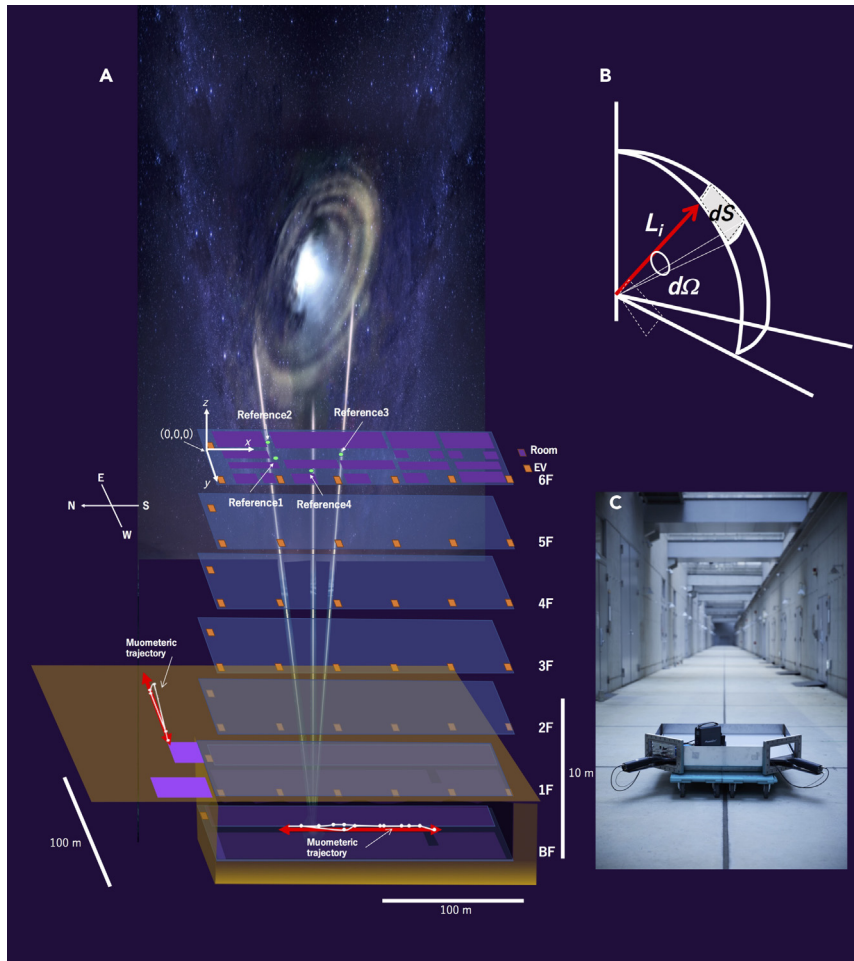 A
B
L_i
dS
dΩ
Reference2
z
Reference3
(0,0,0)
x
Room
EV
y
Reference1
Reference4
6F
E
N
S
W
C
5F
4F
3F
Muometeric
trajectory
2F
1F
10 m
100 m
Muometeric
trajectory
BF
100 m